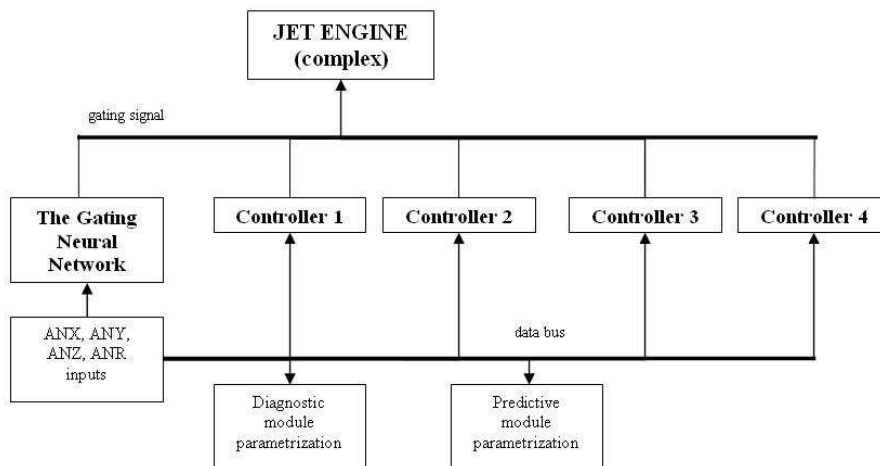 JET ENGINE
(complex)
gating signal
The Gating
Neural
Network
Controller 1
Controller 2
Controller 3
Controller 4
ANX, ANY,
ANZ, ANR
inputs
data bus
Diagnostic
module
parametrization
Predictive
module
parametrization